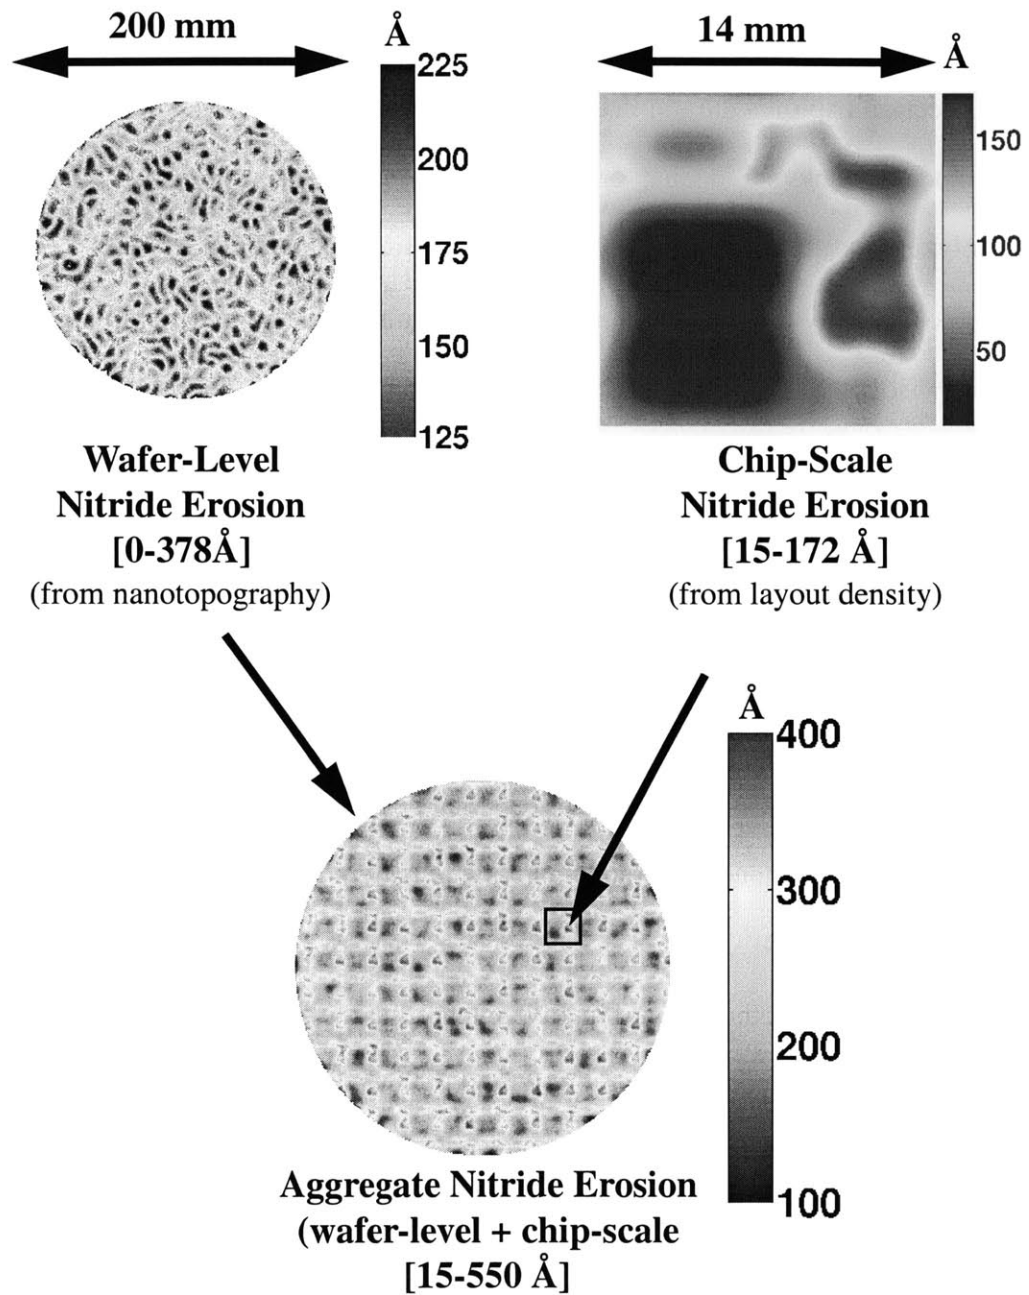 200 mm
Å
225
200
175
150
125
Wafer-Level
Nitride Erosion
[0-378Å]
(from nanotopography)
14 mm
Å
150
100
50
Chip-Scale
Nitride Erosion
[15-172 Å]
(from layout density)
Å
400
300
200
100
Aggregate Nitride Erosion
(wafer-level + chip-scale
[15-550 Å]